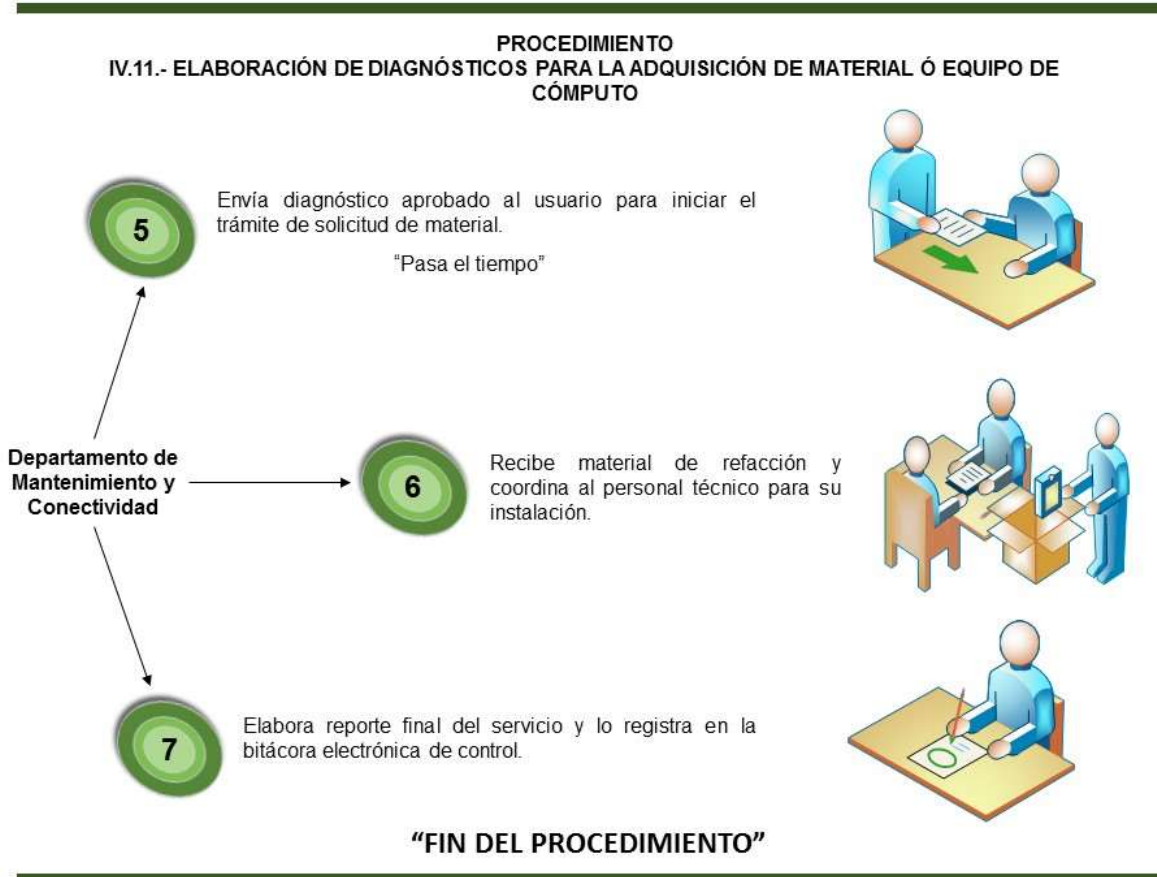 PROCEDIMIENTO
IV.11.- ELABORACIÓN DE DIAGNÓSTICOS PARA LA ADQUISICIÓN DE MATERIAL Ó EQUIPO DE
CÓMPUTO
5
Envía diagnóstico aprobado al usuario para iniciar el
trámite de solicitud de material.
“Pasa el tiempo”
Departamento de
Mantenimiento y
Conectividad
6
Recibe material de refacción y
coordina al personal técnico para su
instalación.
7
Elabora reporte final del servicio y lo registra en la
bitácora electrónica de control.
“FIN DEL PROCEDIMIENTO”